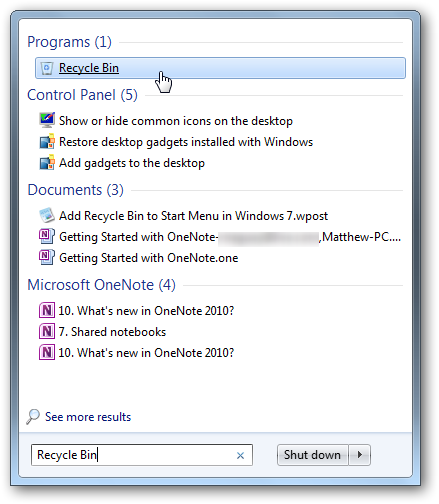 Programs (1)
Recycle Bin
Control Panel (5)
Show or hide common icons on the desktop
Restore desktop gadgets installed with Windows
Add gadgets to the desktop
Documents (3)
Add Recycle Bin to Start Menu in Windows 7.wpost
Getting Started with OneNote- ,Matthew-PC....
Getting Started with OneNote.one
Microsoft OneNote (4)
10. What's new in OneNote 2010?
7. Shared notebooks
10. What's new in OneNote 2010?
See more results
Recycle Bin
Shut down